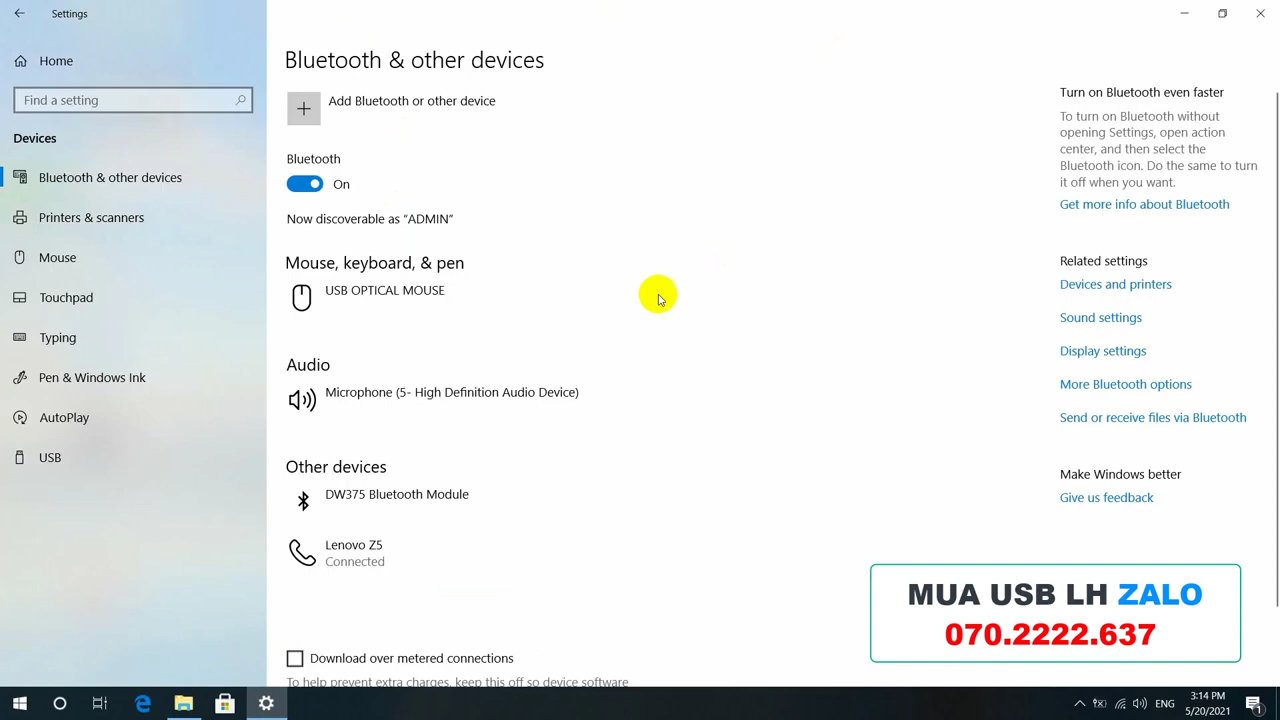 Settings
Home
Find a setting
Devices
Bluetooth & other devices
Printers & scanners
Mouse
Touchpad
Typing
Pen & Windows Ink
AutoPlay
USB
Bluetooth & other devices
Add Bluetooth or other device
Bluetooth
On
Now discoverable as “ADMIN”
Mouse, keyboard, & pen
USB OPTICAL MOUSE
Audio
Microphone (5- High Definition Audio Device)
Other devices
DW375 Bluetooth Module
Lenovo Z5
Connected
Download over metered connections
To help prevent extra charges, keep this off so device software
Turn on Bluetooth even faster
To turn on Bluetooth without
opening Settings, open action
center, and then select the
Bluetooth icon. Do the same to turn
it off when you want.
Get more info about Bluetooth
Related settings
Devices and printers
Sound settings
Display settings
More Bluetooth options
Send or receive files via Bluetooth
Make Windows better
Give us feedback
MUA USB LH ZALO
070.2222.637
ENG
3:14 PM
5/20/2021
1